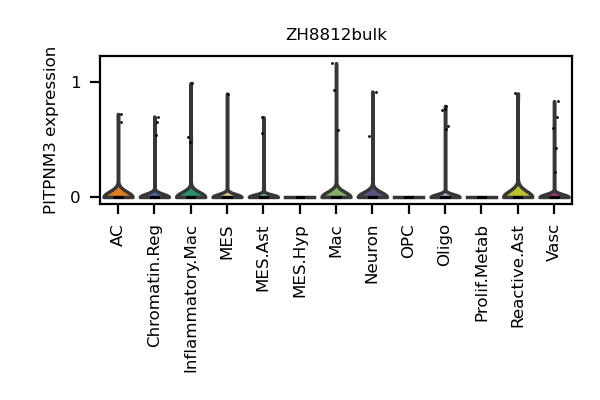 ZH8812bulk
PITPNM3 expression
1
0
AC
Chromatin.Reg
Inflammatory.Mac
MES
MES.Ast
MES.Hyp
Mac
Neuron
OPC
Oligo
Prolif.Metab
Reactive.Ast
Vasc